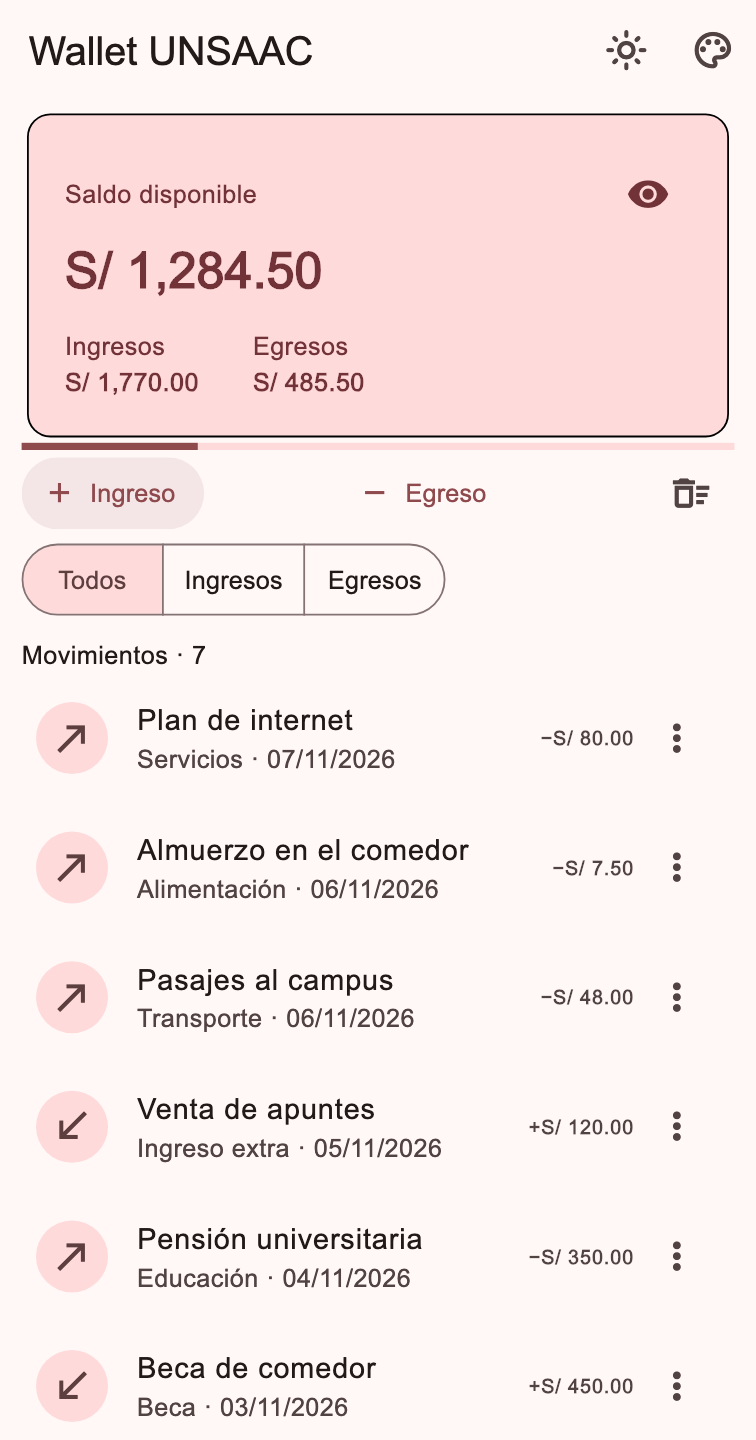 Wallet UNSAAC
Saldo disponible
S/ 1,284.50
Ingresos Egresos
S/ 1,770.00 S/ 485.50
+ Ingreso − Egreso
Todos Ingresos Egresos
Movimientos · 7
Plan de internet
Servicios · 07/11/2026
−S/ 80.00
Almuerzo en el comedor
Alimentación · 06/11/2026
−S/ 7.50
Pasajes al campus
Transporte · 06/11/2026
−S/ 48.00
Venta de apuntes
Ingreso extra · 05/11/2026
+S/ 120.00
Pensión universitaria
Educación · 04/11/2026
−S/ 350.00
Beca de comedor
Beca · 03/11/2026
+S/ 450.00